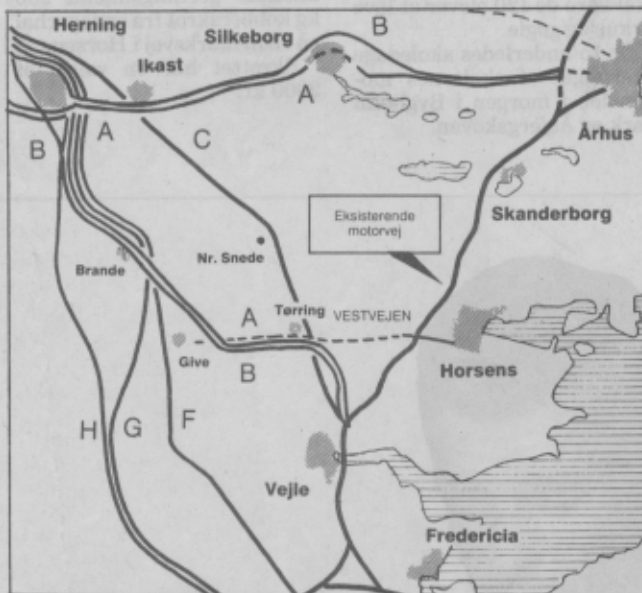 Herning
Silkeborg
B
Ikast
A
A
C
Århus
B
Skanderborg
Eksisterende
motorvej
Nr. Snede
Brande
Tørring
A
VESTVEJEN
Give
B
Horsens
H
G
F
Vejle
Fredericia